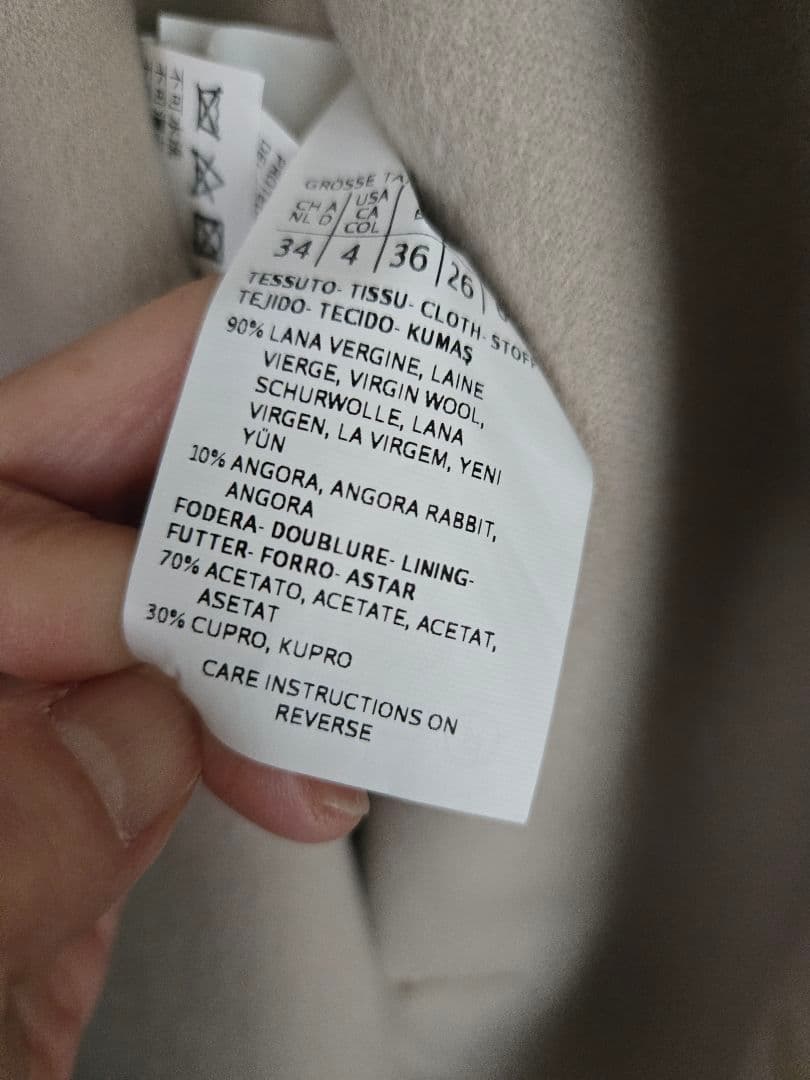 GRÖSSE
CH A USA
NL D CA
COL
34 4 36 26
TESSUTO- TISSU- CLOTH- STOFF
TEJIDO- TECIDO- KUMAŞ
90% LANA VERGINE, LAINE
VIERGE, VIRGIN WOOL,
SCHURWOLLE, LANA
VIRGEN, LA VIRGEM, YENI
YÜN
10% ANGORA, ANGORA RABBIT,
ANGORA
FODERA- DOUBLURE- LINING-
FUTTER- FORRO- ASTAR
70% ACETATO, ACETATE, ACETAT,
ASETAT
30% CUPRO, KUPRO
CARE INSTRUCTIONS ON
REVERSE